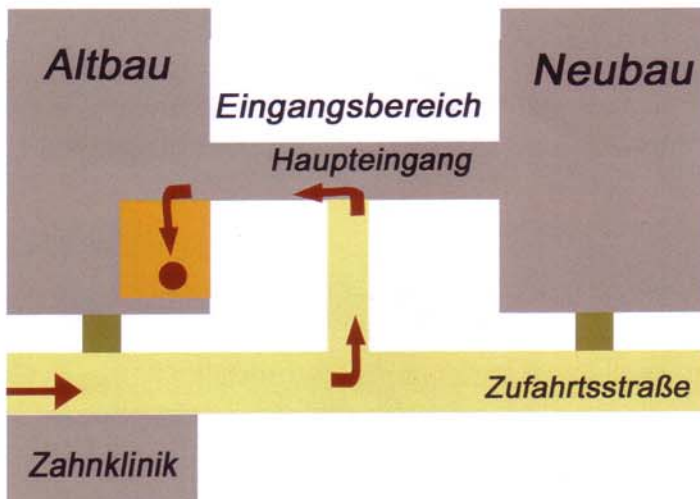 Altbau
Neubau
Eingangsbereich
Haupteingang
Zufahrtsstraße
Zahnklinik